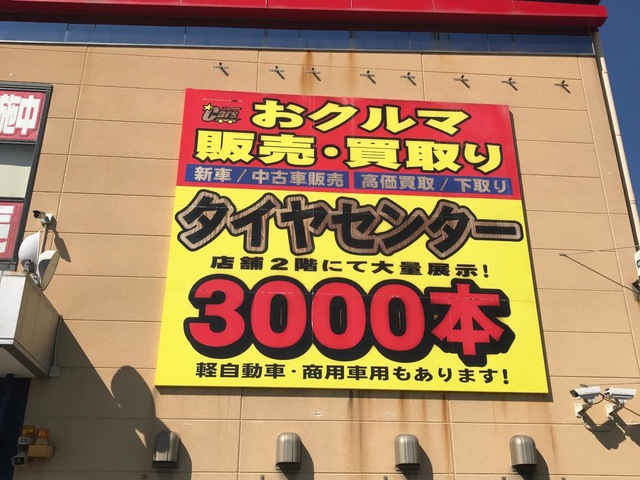 施中
Cars
おクルマ
販売・買取り
新車/中古車販売 高価買取/下取り
タイヤセンター
店舗2階にて大量展示!
3000本
軽自動車・商用車用もあります!